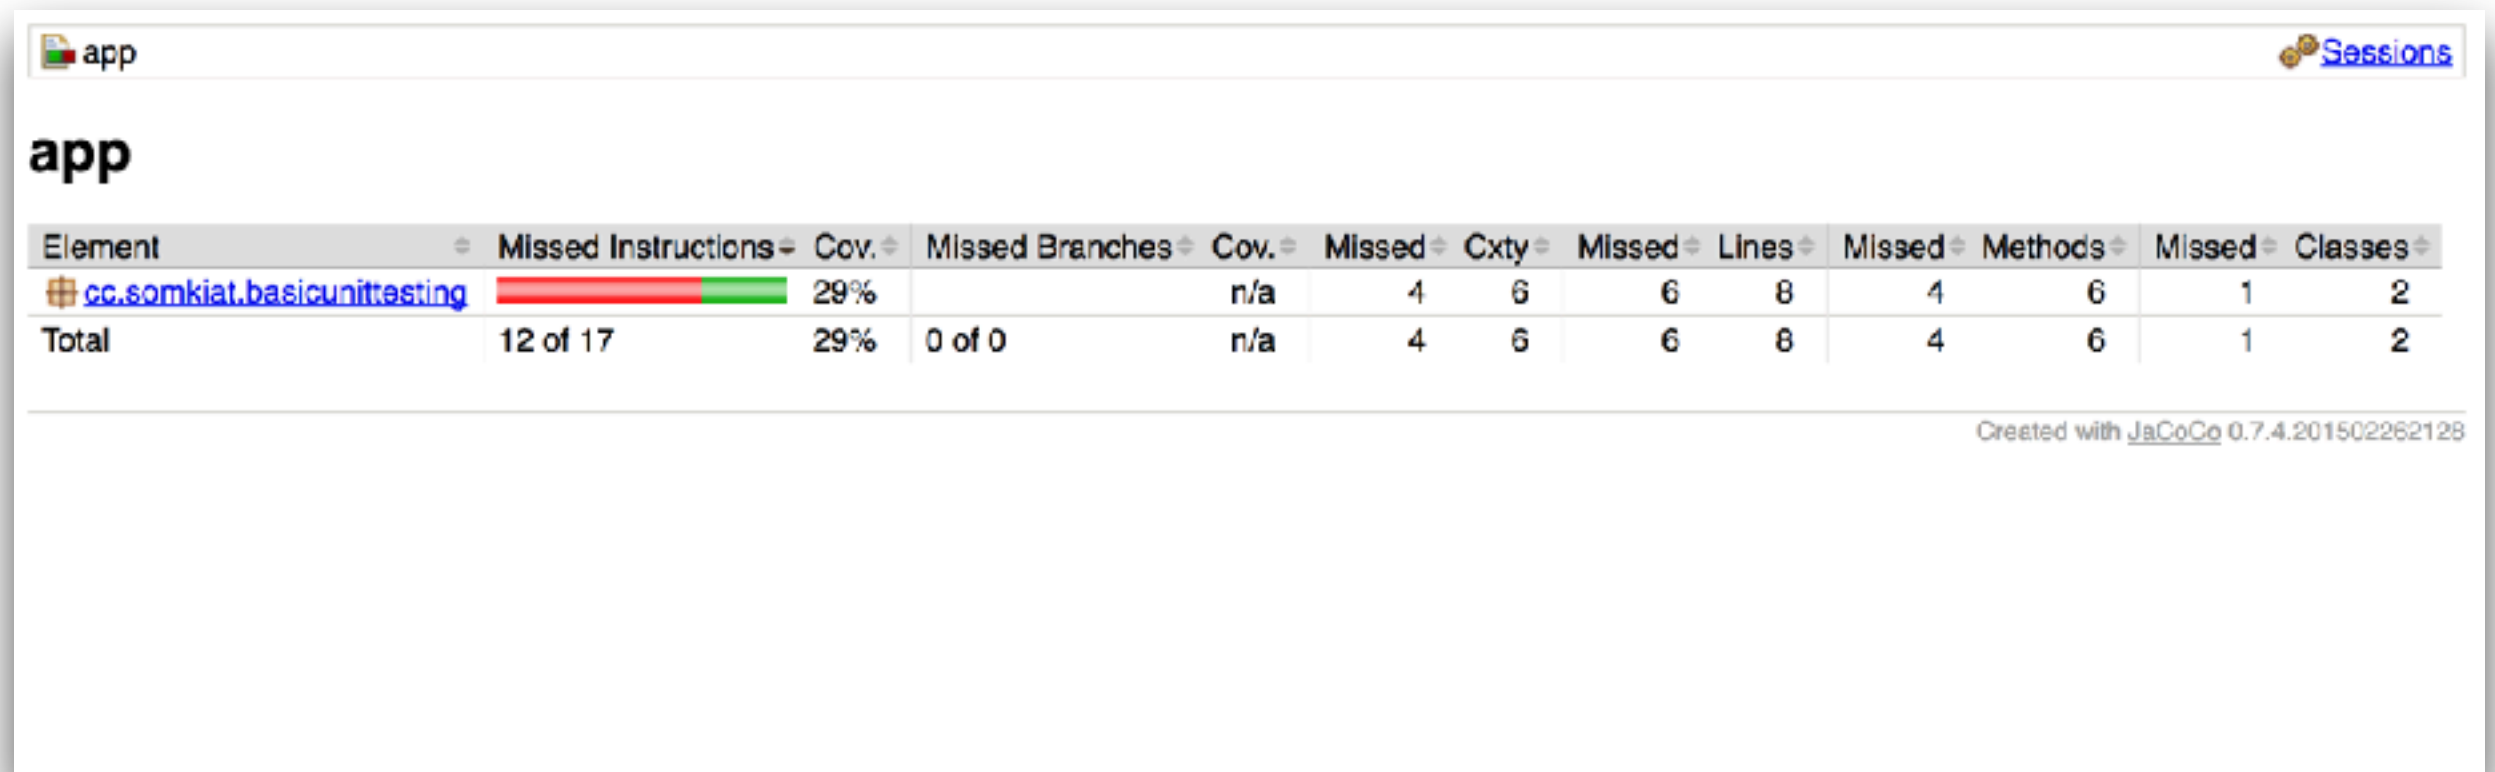 app Sessions
app
Element Missed Instructions Cov. Missed Branches Cov. Missed Cxty Missed Lines Missed Methods Missed Classes
cc.somkiat.basicunittesting 29% n/a 4 6 6 8 4 6 1 2
Total 12 of 17 29% 0 of 0 n/a 4 6 6 8 4 6 1 2
Created with JaCoCo 0.7.4.201502262128